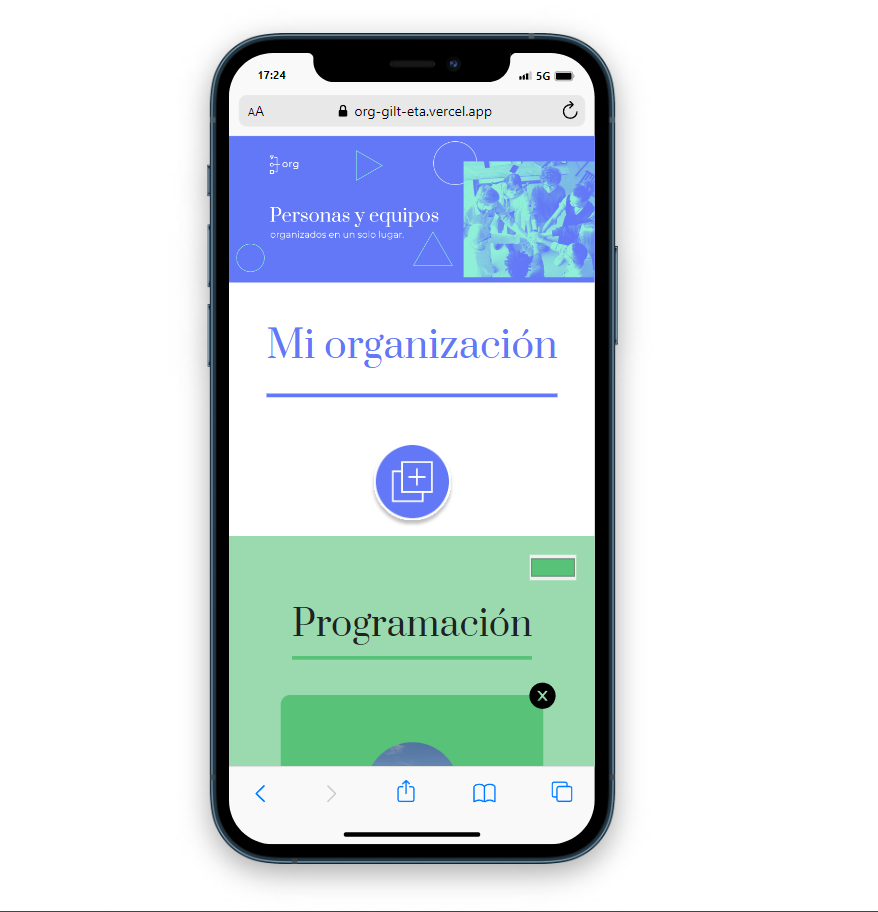 17:24
5G
AA
org-gilt-eta.vercel.app
org
Personas y equipos
organizados en un solo lugar.
Mi organización
Programación